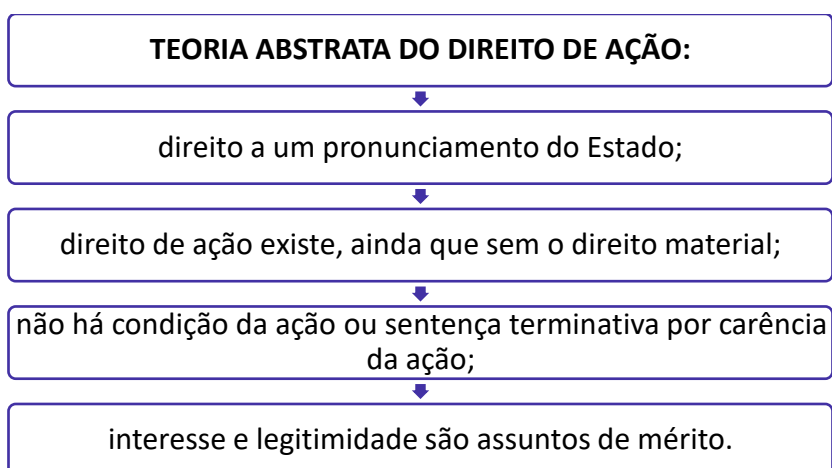 TEORIA ABSTRATA DO DIREITO DE AÇÃO:
direito a um pronunciamento do Estado;
direito de ação existe, ainda que sem o direito material;
não há condição da ação ou sentença terminativa por carência
da ação;
interesse e legitimidade são assuntos de mérito.